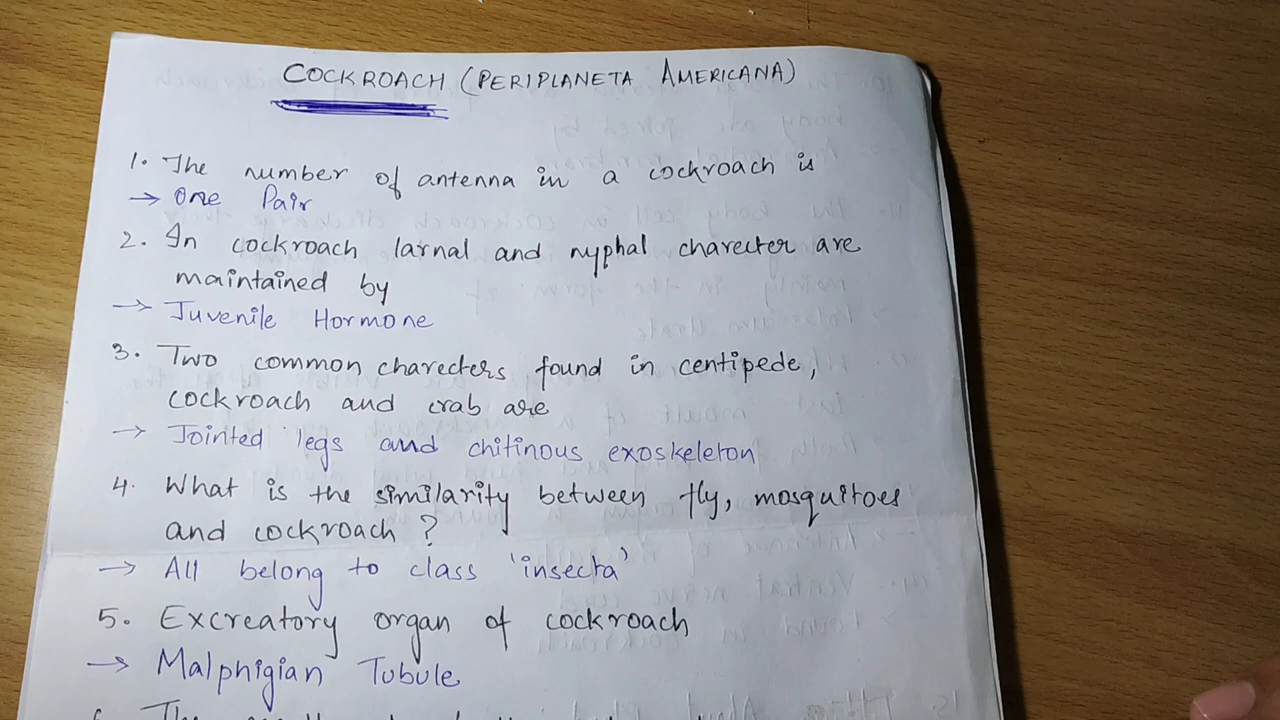 COCKROACH (PERIPLANETA AMERICANA)
1. The number of antenna in a cockroach is
→ One Pair
2. In cockroach larnal and nyphal charecter are
maintained by
→ Juvenile Hormone
3. Two common charecters found in centipede,
cockroach and crab are
→ Jointed legs and chitinous exoskeleton
4. What is the similarity between fly, mosquitoes
and cockroach?
→ All belong to class 'insecta'
5. Excreatory organ of cockroach
→ Malphigian Tubule